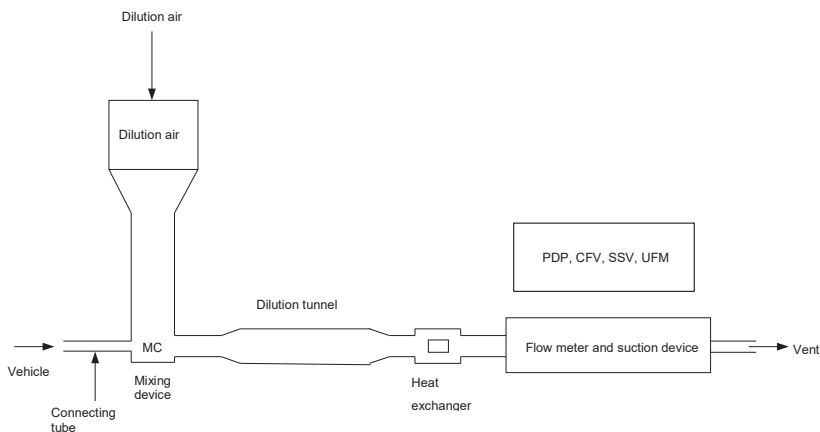 Dilution air
Dilution air
PDP, CFV, SSV, UFM
Dilution tunnel
MC
Flow meter and suction device
Vent
Vehicle
Mixing
device
Heat
exchanger
Connecting
tube